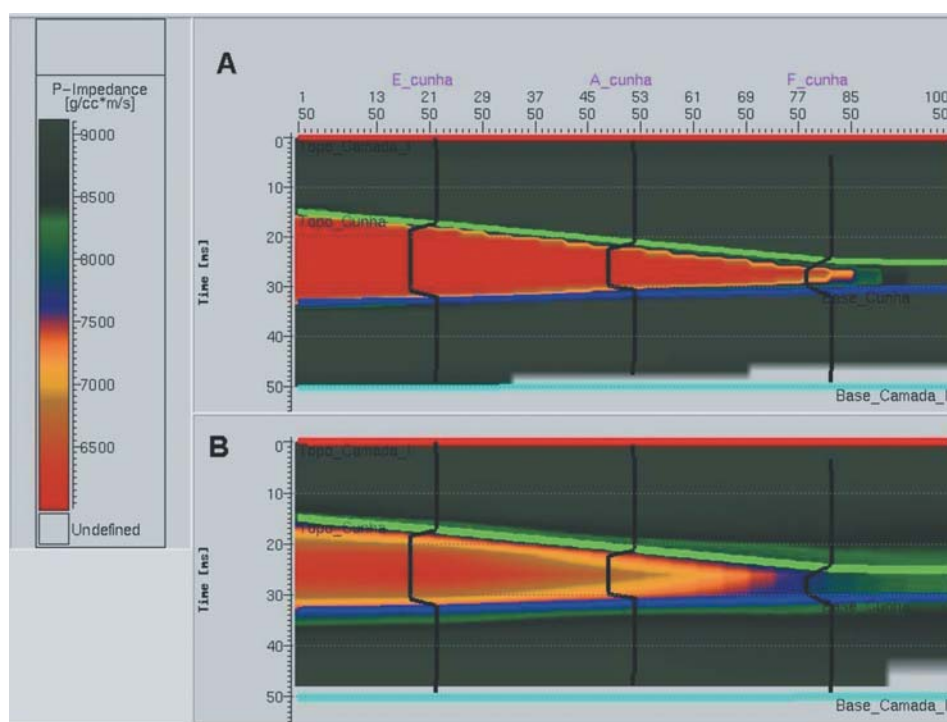 P-Impedance
[g/cc*m/s]
9000
8500
8000
7500
7000
6500
Undefined
A
E_cunha A_cunha F_cunha
1 13 21 29 37 45 53 61 69 77 85 100
50 50 50 50 50 50 50 50 50 50 50 50
Time [ms]
0
10
20
30
40
50
Topo_Camada_I
Topo_Cunha
Base_Cunha
Base_Camada_I
B
Time [ms]
0
10
20
30
40
50
Topo_Camada_I
Topo_Cunha
Base_Cunha
Base_Camada_I